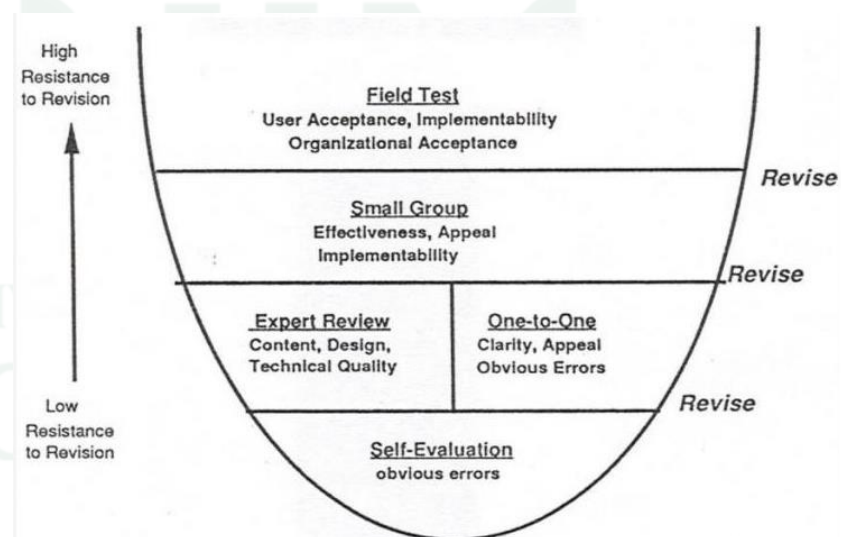 High
Resistance
to Revision
Field Test
User Acceptance, Implementability
Organizational Acceptance
Revise
Small Group
Effectiveness, Appeal
Implementability
Revise
Expert Review
Content, Design,
Technical Quality
One-to-One
Clarity, Appeal
Obvious Errors
Revise
Low
Resistance
to Revision
Self-Evaluation
obvious errors